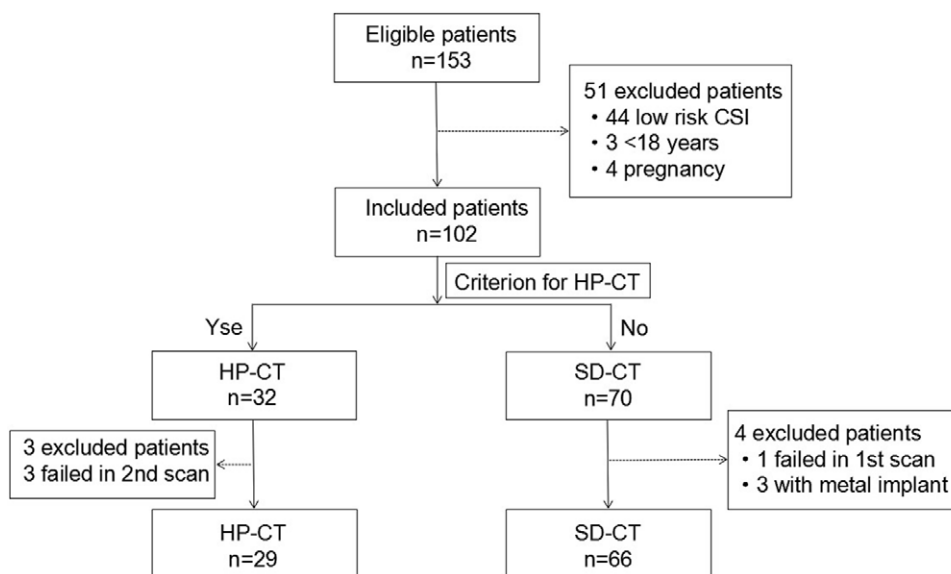 Eligible patients
n=153
51 excluded patients
• 44 low risk CSI
• 3 <18 years
• 4 pregnancy
Included patients
n=102
Criterion for HP-CT
Yse
No
HP-CT
n=32
SD-CT
n=70
3 excluded patients
3 failed in 2nd scan
4 excluded patients
• 1 failed in 1st scan
• 3 with metal implant
HP-CT
n=29
SD-CT
n=66